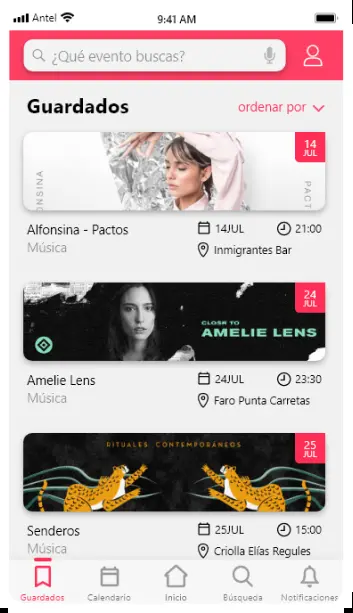 Antel
9:41 AM
¿Qué evento buscas?
Guardados
ordenar por
14
JUL
ONSINA
PACT
Alfonsina - Pactos
14JUL
21:00
Música
Inmigrantes Bar
24
JUL
CLOSE TO
AMELIE LENS
Amelie Lens
24JUL
23:30
Música
Faro Punta Carretas
RITUALES CONTEMPORÁNEOS
25
JUL
Senderos
25JUL
15:00
Música
Criolla Elías Regules
Guardados
Calendario
Inicio
Búsqueda
Notificaciones